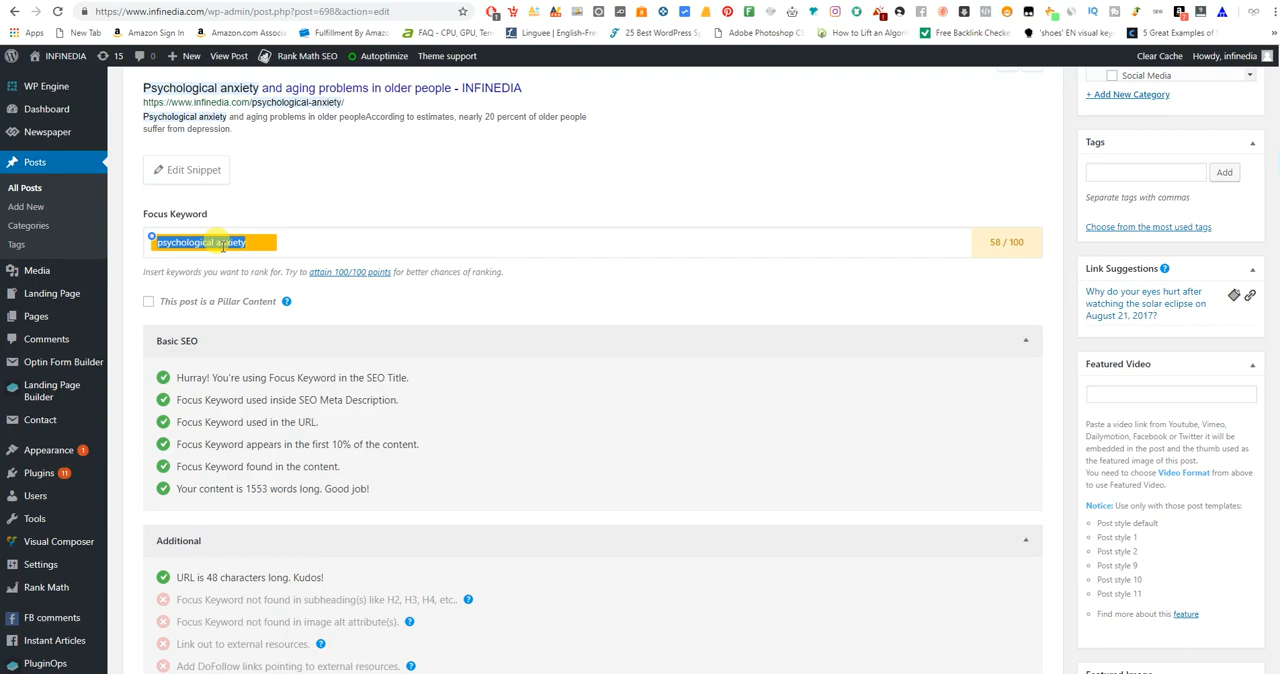 https://www.infinedia.com/wp-admin/post.php?post=698&action=edit
Apps
New Tab
Amazon Sign In
Amazon.com Associ
Fulfillment By Amazo
FAQ - CPU, GPU, Ten
Linguee | English-Fre
25 Best WordPress S
Adobe Photoshop C
How to Lift an Algori
Free Backlink Checke
'shoes' EN visual key
5 Great Examples of
INFINEDIA
15
0
New
View Post
Rank Math SEO
Autoptimize
Theme support
Clear Cache
Howdy, infinedia
WP Engine
Dashboard
Newspaper
Posts
All Posts
Add New
Categories
Tags
Media
Landing Page
Pages
Comments
Optin Form Builder
Landing Page
Builder
Contact
Appearance 1
Plugins 11
Users
Tools
Visual Composer
Settings
Rank Math
FB comments
Instant Articles
PluginOps
Psychological anxiety and aging problems in older people - INFINEDIA
https://www.infinedia.com/psychological-anxiety/
Psychological anxiety and aging problems in older peopleAccording to estimates, nearly 20 percent of older people
suffer from depression.
Edit Snippet
Focus Keyword
psychological anxiety
58 / 100
Insert keywords you want to rank for. Try to attain 100/100 points for better chances of ranking.
This post is a Pillar Content
Basic SEO
Hurray! You're using Focus Keyword in the SEO Title.
Focus Keyword used inside SEO Meta Description.
Focus Keyword used in the URL.
Focus Keyword appears in the first 10% of the content.
Focus Keyword found in the content.
Your content is 1553 words long. Good job!
Additional
URL is 48 characters long. Kudos!
Focus Keyword not found in subheading(s) like H2, H3, H4, etc..
Focus Keyword not found in image alt attribute(s).
Link out to external resources.
Add DoFollow links pointing to external resources.
Social Media
+ Add New Category
Tags
Add
Separate tags with commas
Choose from the most used tags
Link Suggestions
Why do your eyes hurt after
watching the solar eclipse on
August 21, 2017?
Featured Video
Paste a video link from Youtube, Vimeo,
Dailymotion, Facebook or Twitter it will be
embedded in the post and the thumb used as
the featured image of this post.
You need to choose Video Format from above
to use Featured Video.
Notice: Use only with those post templates:
Post style default
Post style 1
Post style 2
Post style 9
Post style 10
Post style 11
Find more about this feature